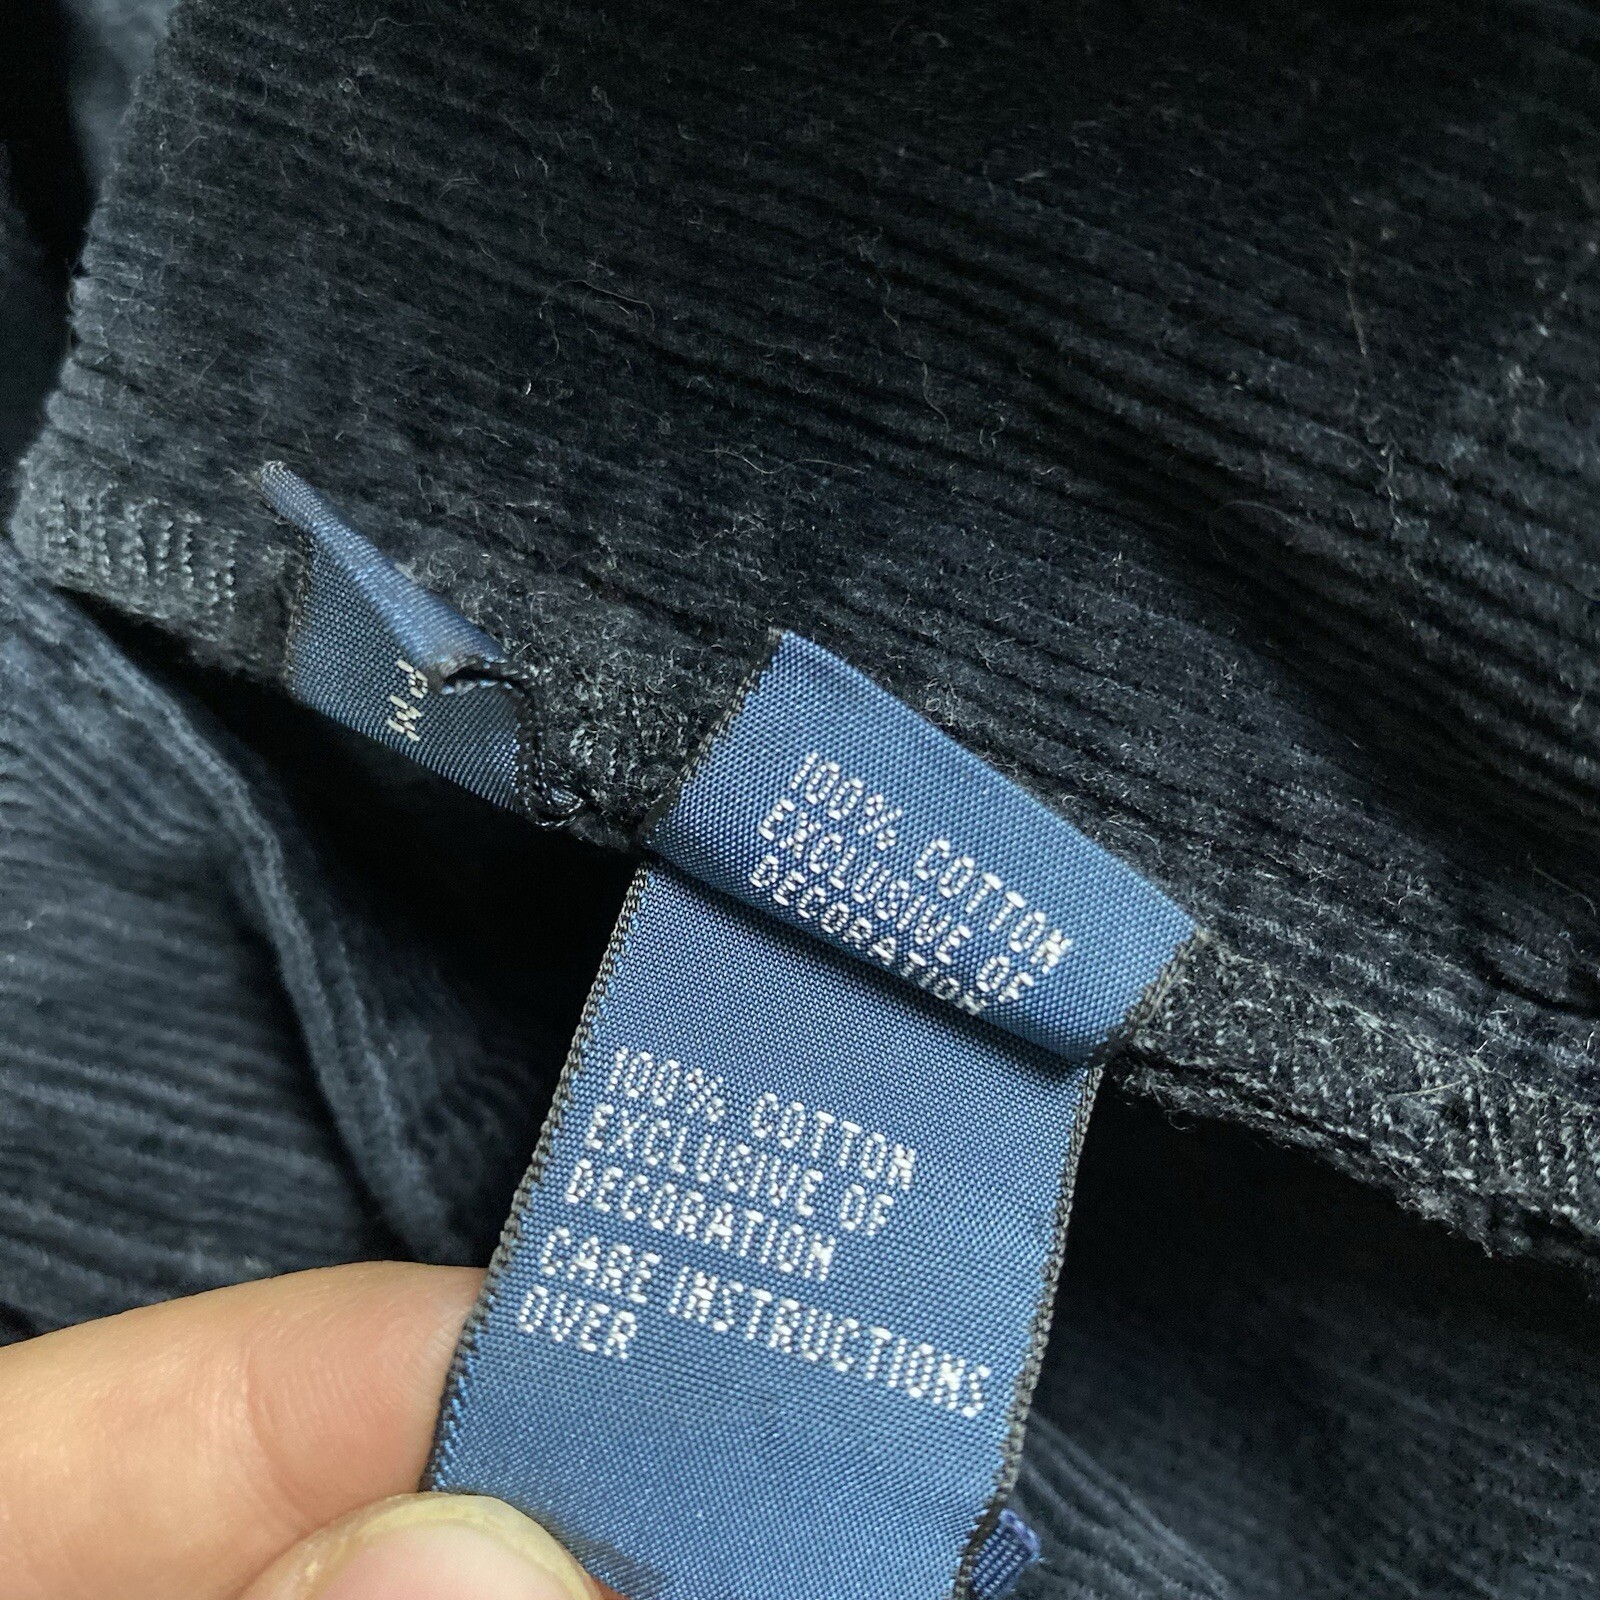 100% COTTON
EXCLUSIVE OF
DECORATION
100% COTTON
EXCLUSIVE OF
DECORATION
CARE INSTRUCTIONS
OVER